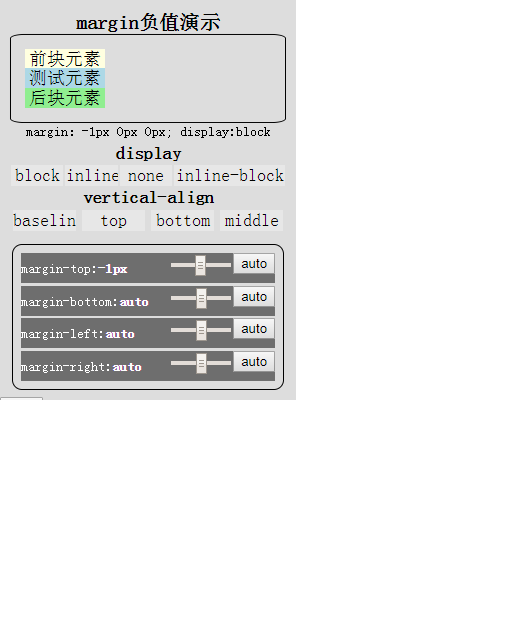 margin负值演示
前块元素
测试元素
后块元素
margin: -1px 0px 0px; display:block
display
block inline none inline-block
vertical-align
baselin top bottom middle
margin-top:-1px auto
margin-bottom:auto auto
margin-left:auto auto
margin-right:auto auto